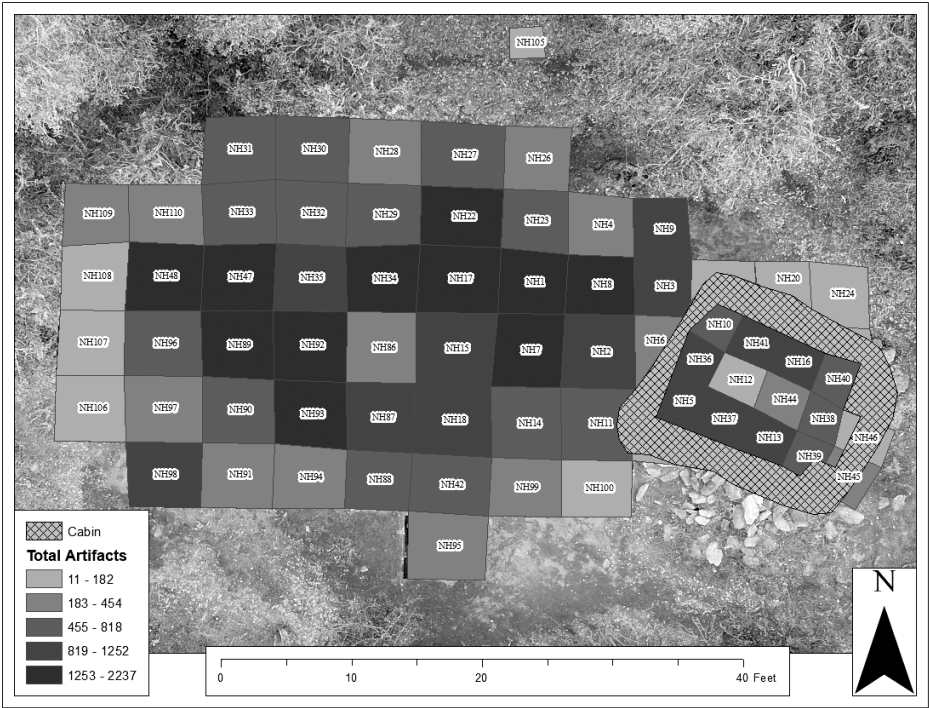 NH105
NH31 NH30 NH28 NH27 NH26
NH109 NH110 NH33 NH32 NH29 NH22 NH23 NH4 NH9
NH108 NH48 NH47 NH35 NH34 NH17 NH1 NH8 NH3 NH20 NH24
NH107 NH96 NH89 NH92 NH86 NH15 NH7 NH2 NH6 NH10 NH41
NH36 NH16
NH12 NH40
NH106 NH97 NH90 NH93 NH87 NH18 NH14 NH11 NH5 NH44
NH37 NH38
NH13 NH46
NH39
NH98 NH91 NH94 NH88 NH42 NH99 NH100 NH45
NH95
Cabin
Total Artifacts
11 - 182
183 - 454
455 - 818
819 - 1252
1253 - 2237
0 10 20 40 Feet
N